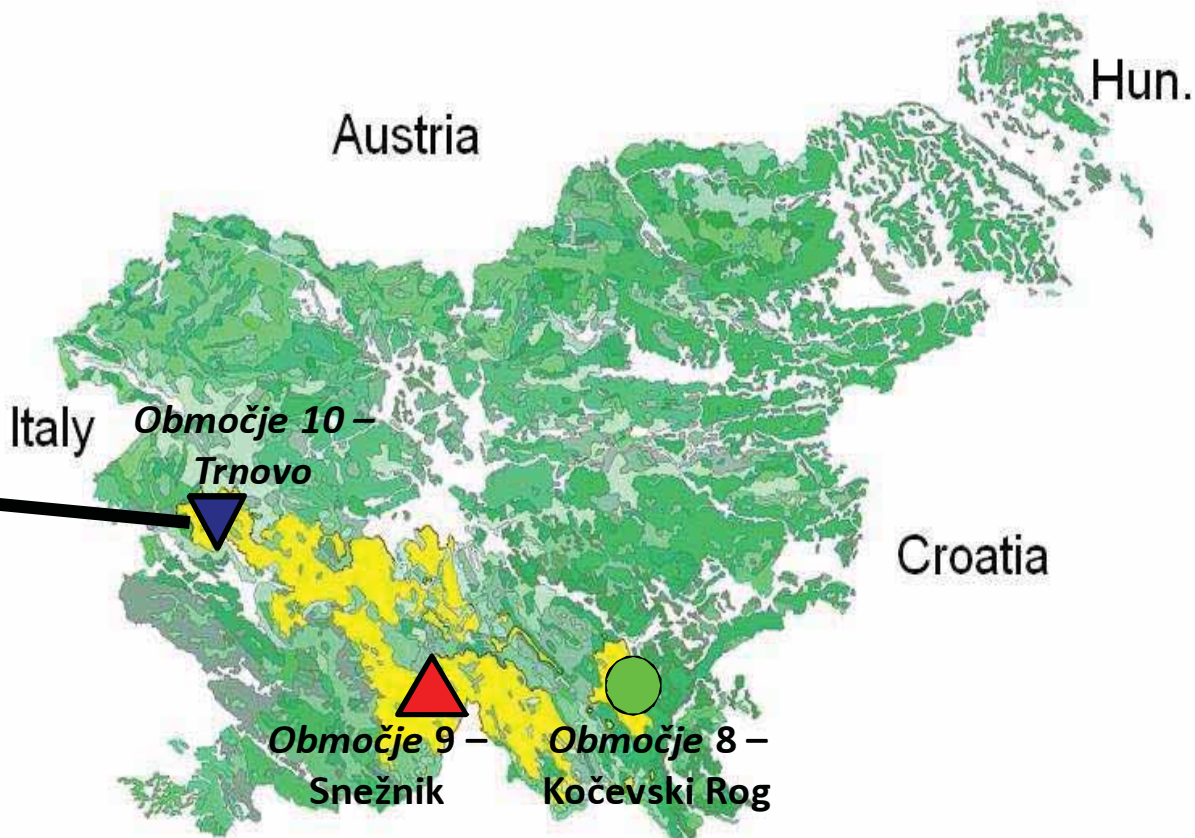 Hun.
Austria
Italy
Območje 10 –
Trnovo
Croatia
Območje 9 –
Snežnik
Območje 8 –
Kočevski Rog